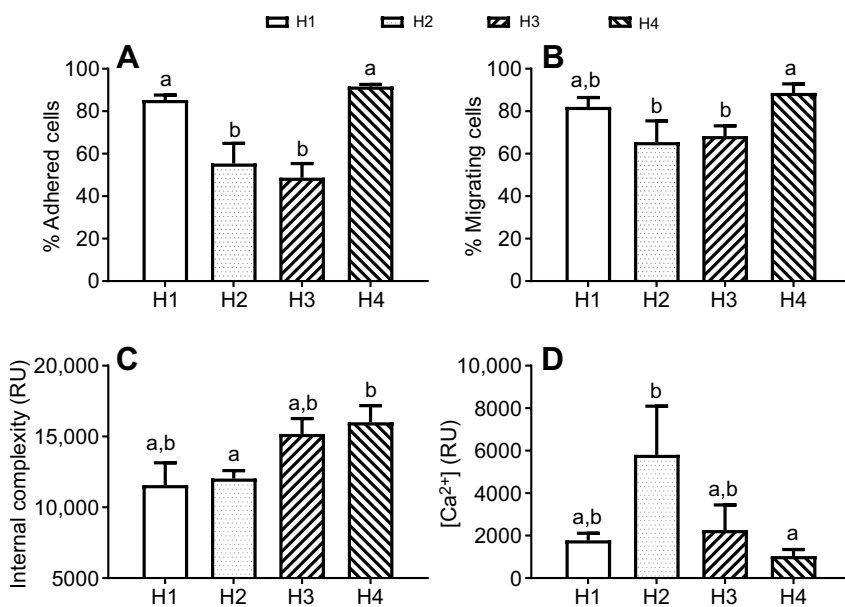 H1 H2 H3 H4
A
% Adhered cells
100
80
60
40
20
0
a b b a
H1 H2 H3 H4
B
% Migrating cells
100
80
60
40
20
0
a,b b b a
H1 H2 H3 H4
C
Internal complexity (RU)
20,000
15,000
10,000
5000
a,b a a,b b
H1 H2 H3 H4
D
[Ca²⁺] (RU)
10,000
8000
6000
4000
2000
0
a,b b a,b a
H1 H2 H3 H4